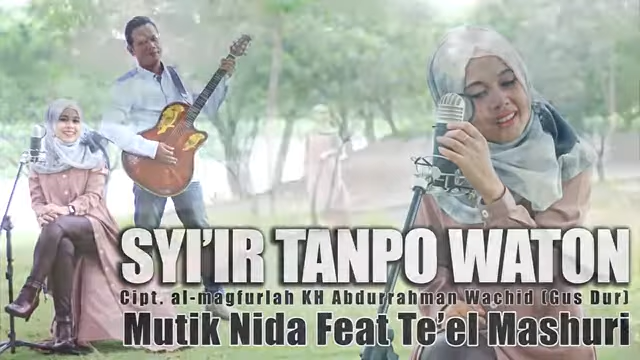 SYI'IR TANPO WATON
Cipt. al-magfurlah KH Abdurrahman Wachid (Gus Dur)
Mutik Nida Feat Te'el Mashuri